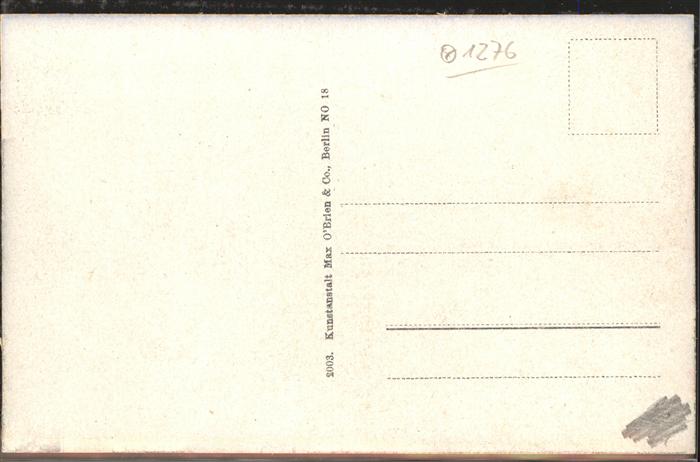 1276
2003. Kunstanstalt Max O'Brien & Co., Berlin NO 18